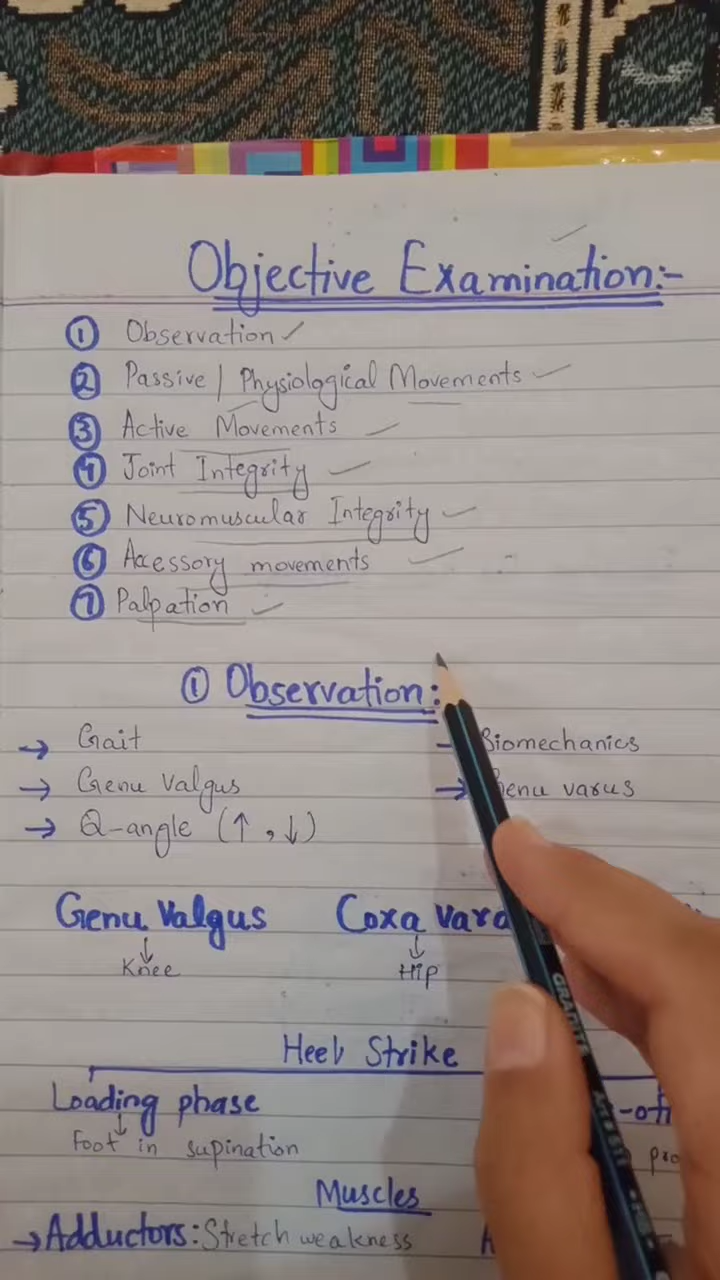 Objective Examination:-
① Observation ✓
② Passive / Physiological Movements
③ Active Movements
④ Joint Integrity
⑤ Neuromuscular Integrity
⑥ Accessory movements
⑦ Palpation
① Observation:
→ Gait
Biomechanics
→ Genu Valgus
→ Genu varus
→ Q-angle (↑, ↓)
Genu Valgus Coxa vara
↓ Knee ↓ Hip
Heel Strike
Loading phase
Foot in supination
Muscles
→ Adductors: Stretch weakness